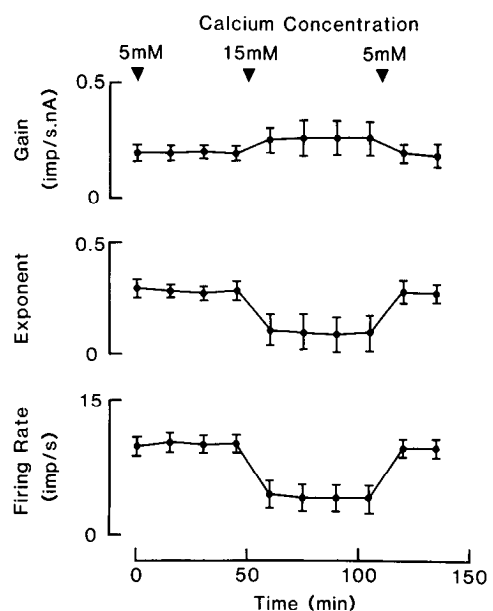 Calcium Concentration
5mM 15mM 5mM
0.5
Gain
(imp/s.nA)
0
0.5
Exponent
0
15
Firing Rate
(imp/s)
0
0 50 100 150
Time (min)